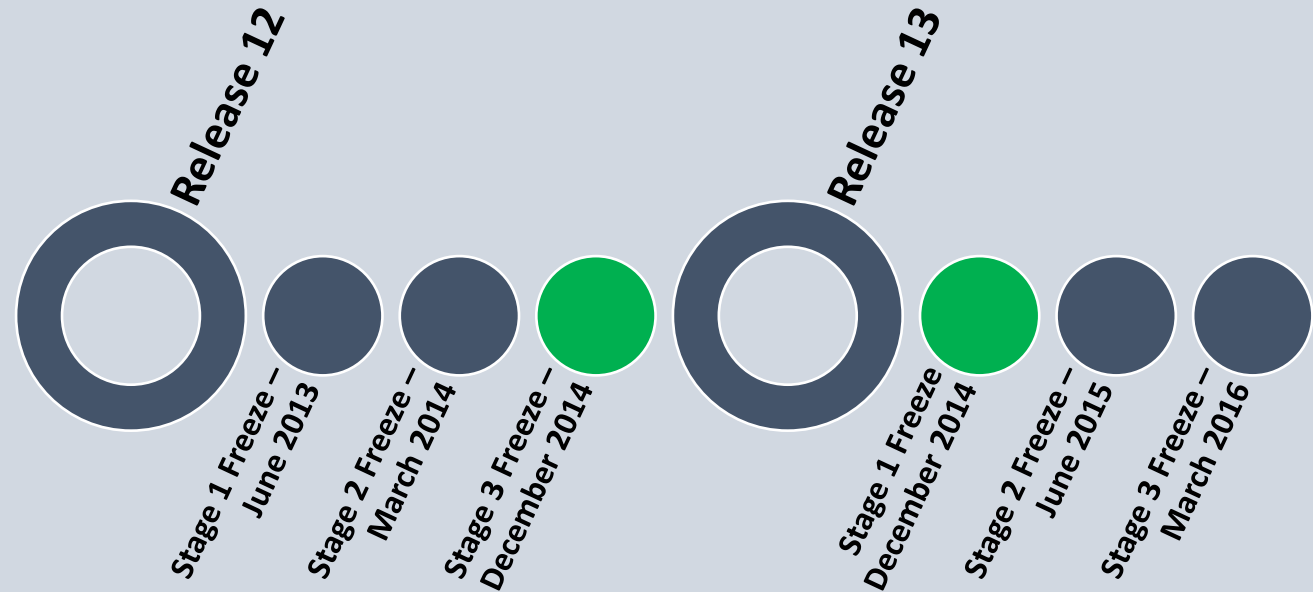 Release 12
Stage 1 Freeze –
June 2013
Stage 2 Freeze –
March 2014
Stage 3 Freeze –
December 2014
Release 13
Stage 1 Freeze
December 2014
Stage 2 Freeze –
June 2015
Stage 3 Freeze –
March 2016